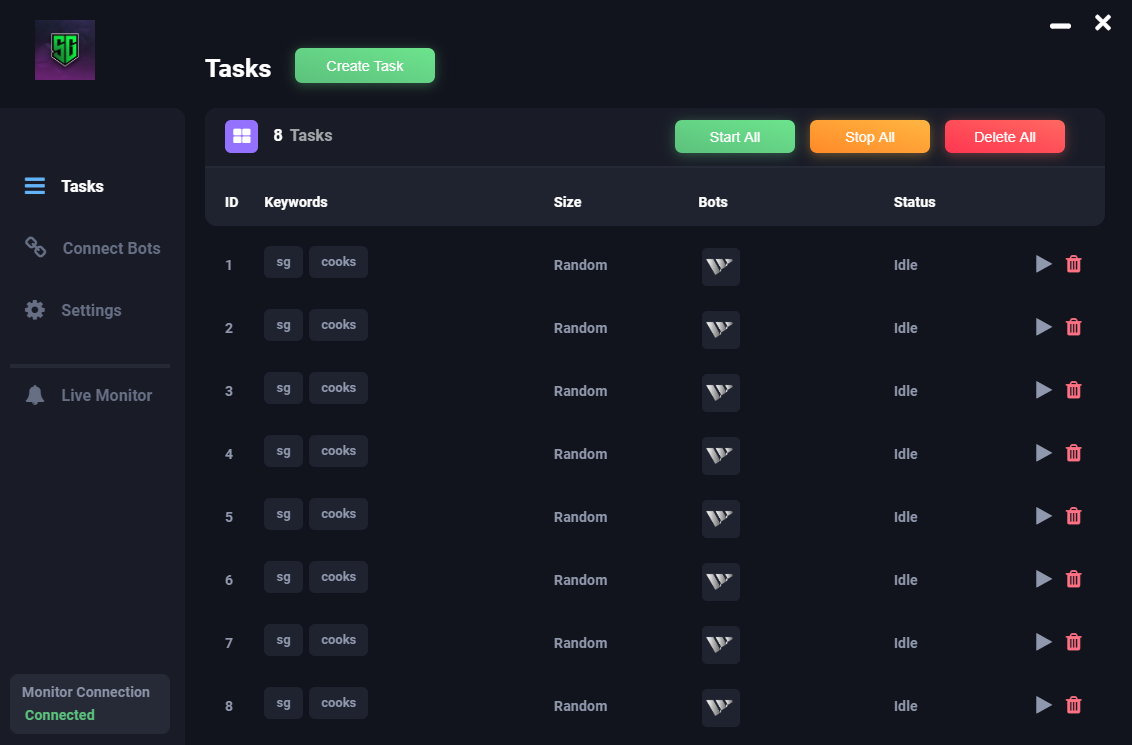 SG
Tasks Create Task
8 Tasks Start All Stop All Delete All
Tasks
Connect Bots
Settings
Live Monitor
Monitor Connection
Connected
ID Keywords Size Bots Status
1 sg cooks Random Idle
2 sg cooks Random Idle
3 sg cooks Random Idle
4 sg cooks Random Idle
5 sg cooks Random Idle
6 sg cooks Random Idle
7 sg cooks Random Idle
8 sg cooks Random Idle